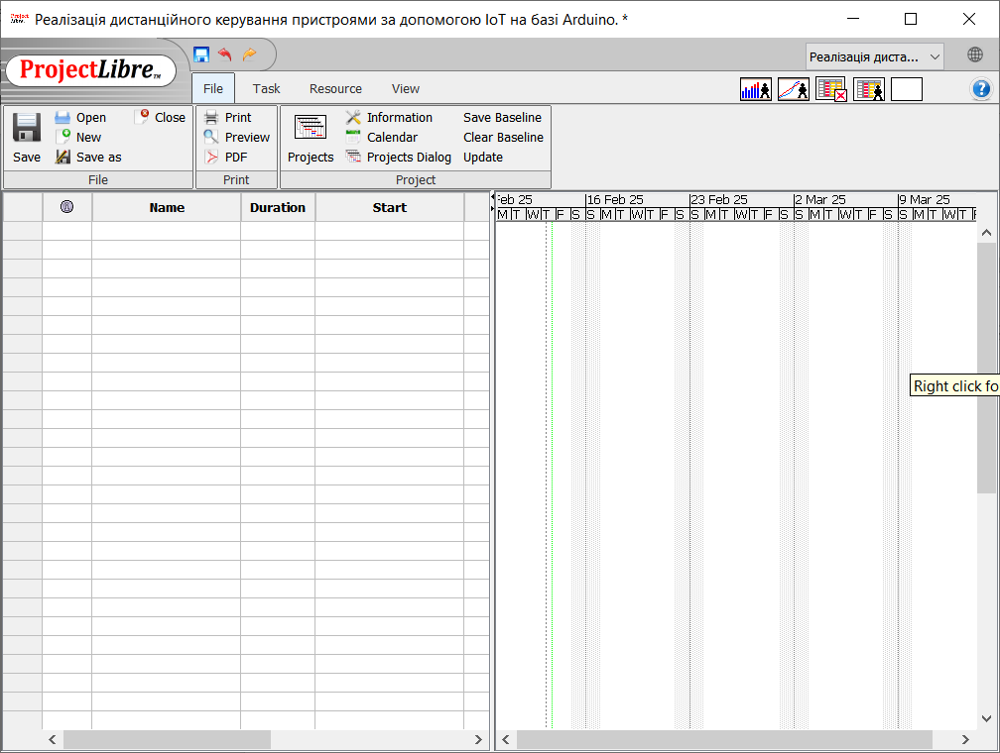 Реалізація дистанційного керування пристроями за допомогою IoT на базі Arduino. *
ProjectLibre™
Реалізація диста...
File Task Resource View
Save
Open
New
Save as
Close
File
Print
Preview
PDF
Print
Projects
Information
Calendar
Projects Dialog
Save Baseline
Clear Baseline
Update
Project
Name Duration Start
Feb 25 16 Feb 25 23 Feb 25 2 Mar 25 9 Mar 25
M T W T F S S M T W T F S S M T W T F S S M T W T F S S M T W T F
Right click fo